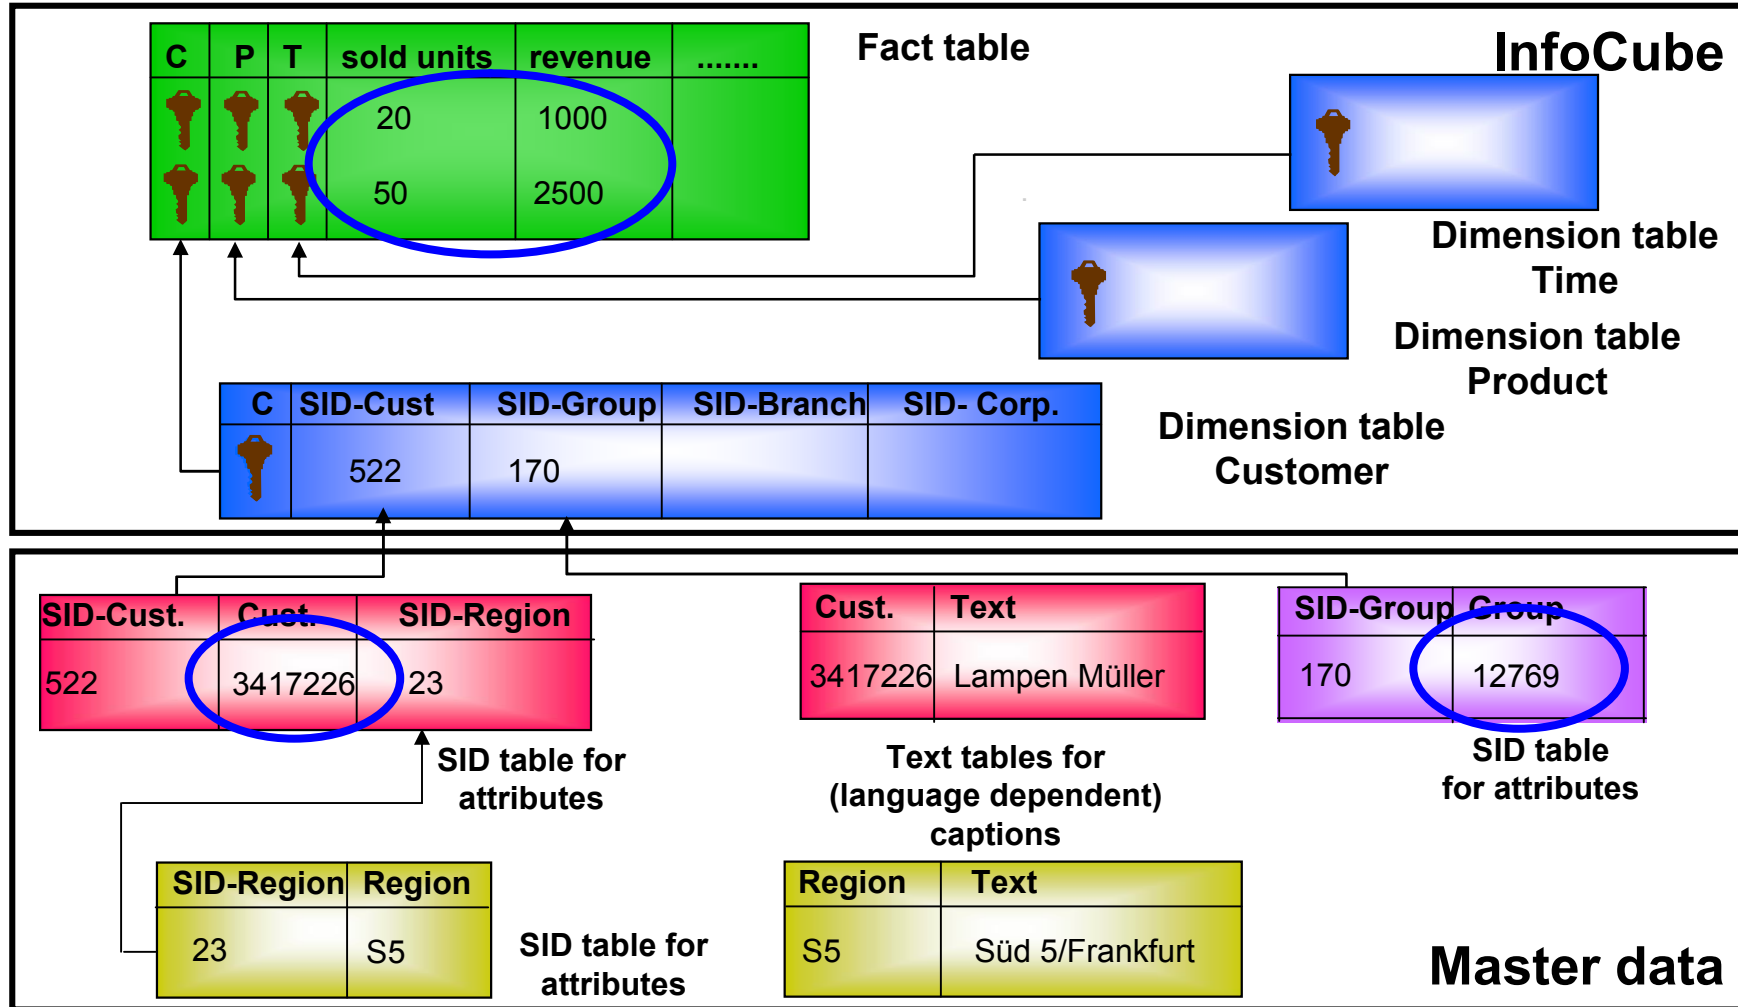 InfoCube
Fact table
C P T sold units revenue .......
20 1000
50 2500
Dimension table
Time
Dimension table
Product
C SID-Cust SID-Group SID-Branch SID- Corp.
522 170
Dimension table
Customer
SID-Cust. Cust. SID-Region
522 3417226 23
SID table for
attributes
Cust. Text
3417226 Lampen Müller
Text tables for
(language dependent)
captions
SID-Group Group
170 12769
SID table
for attributes
SID-Region Region
23 S5
SID table for
attributes
Region Text
S5 Süd 5/Frankfurt
Master data